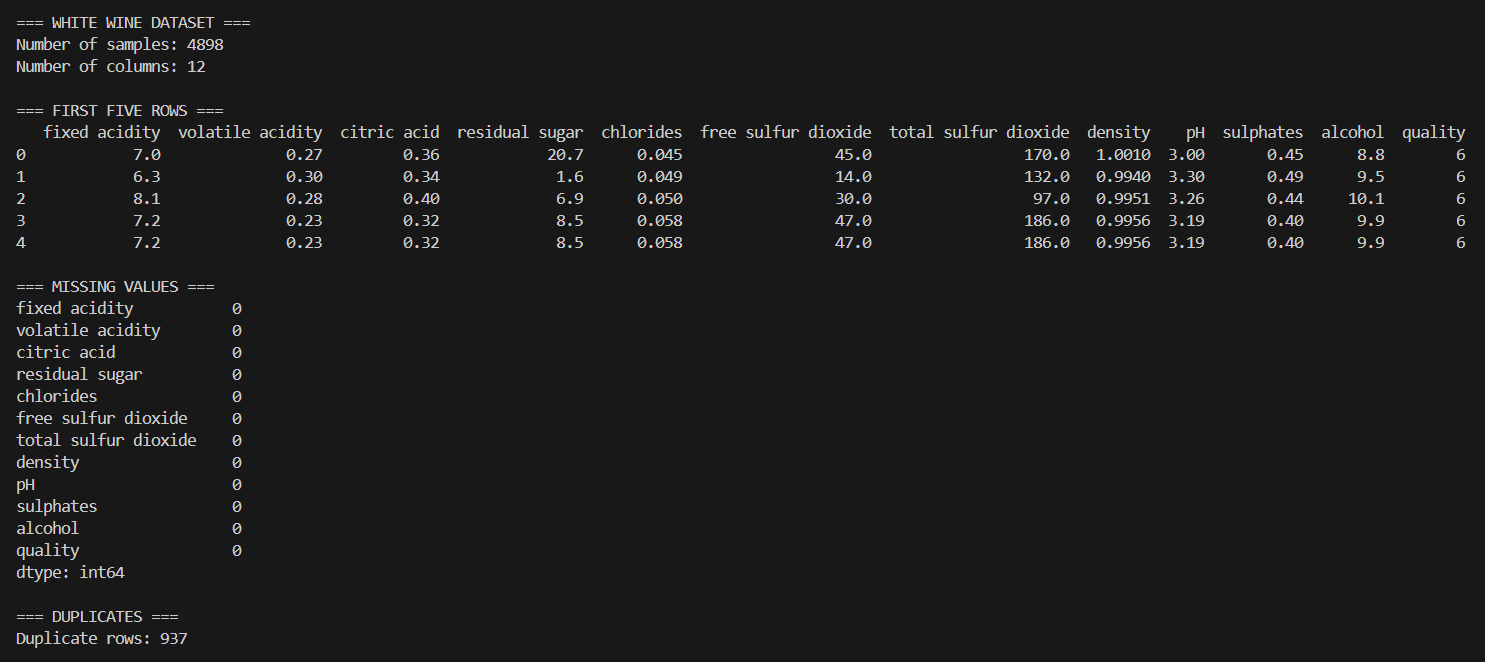 === WHITE WINE DATASET ===
Number of samples: 4898
Number of columns: 12
=== FIRST FIVE ROWS ===
fixed acidity volatile acidity citric acid residual sugar chlorides free sulfur dioxide total sulfur dioxide density pH sulphates alcohol quality
0 7.0 0.27 0.36 20.7 0.045 45.0 170.0 1.0010 3.00 0.45 8.8 6
1 6.3 0.30 0.34 1.6 0.049 14.0 132.0 0.9940 3.30 0.49 9.5 6
2 8.1 0.28 0.40 6.9 0.050 30.0 97.0 0.9951 3.26 0.44 10.1 6
3 7.2 0.23 0.32 8.5 0.058 47.0 186.0 0.9956 3.19 0.40 9.9 6
4 7.2 0.23 0.32 8.5 0.058 47.0 186.0 0.9956 3.19 0.40 9.9 6
=== MISSING VALUES ===
fixed acidity 0
volatile acidity 0
citric acid 0
residual sugar 0
chlorides 0
free sulfur dioxide 0
total sulfur dioxide 0
density 0
pH 0
sulphates 0
alcohol 0
quality 0
dtype: int64
=== DUPLICATES ===
Duplicate rows: 937